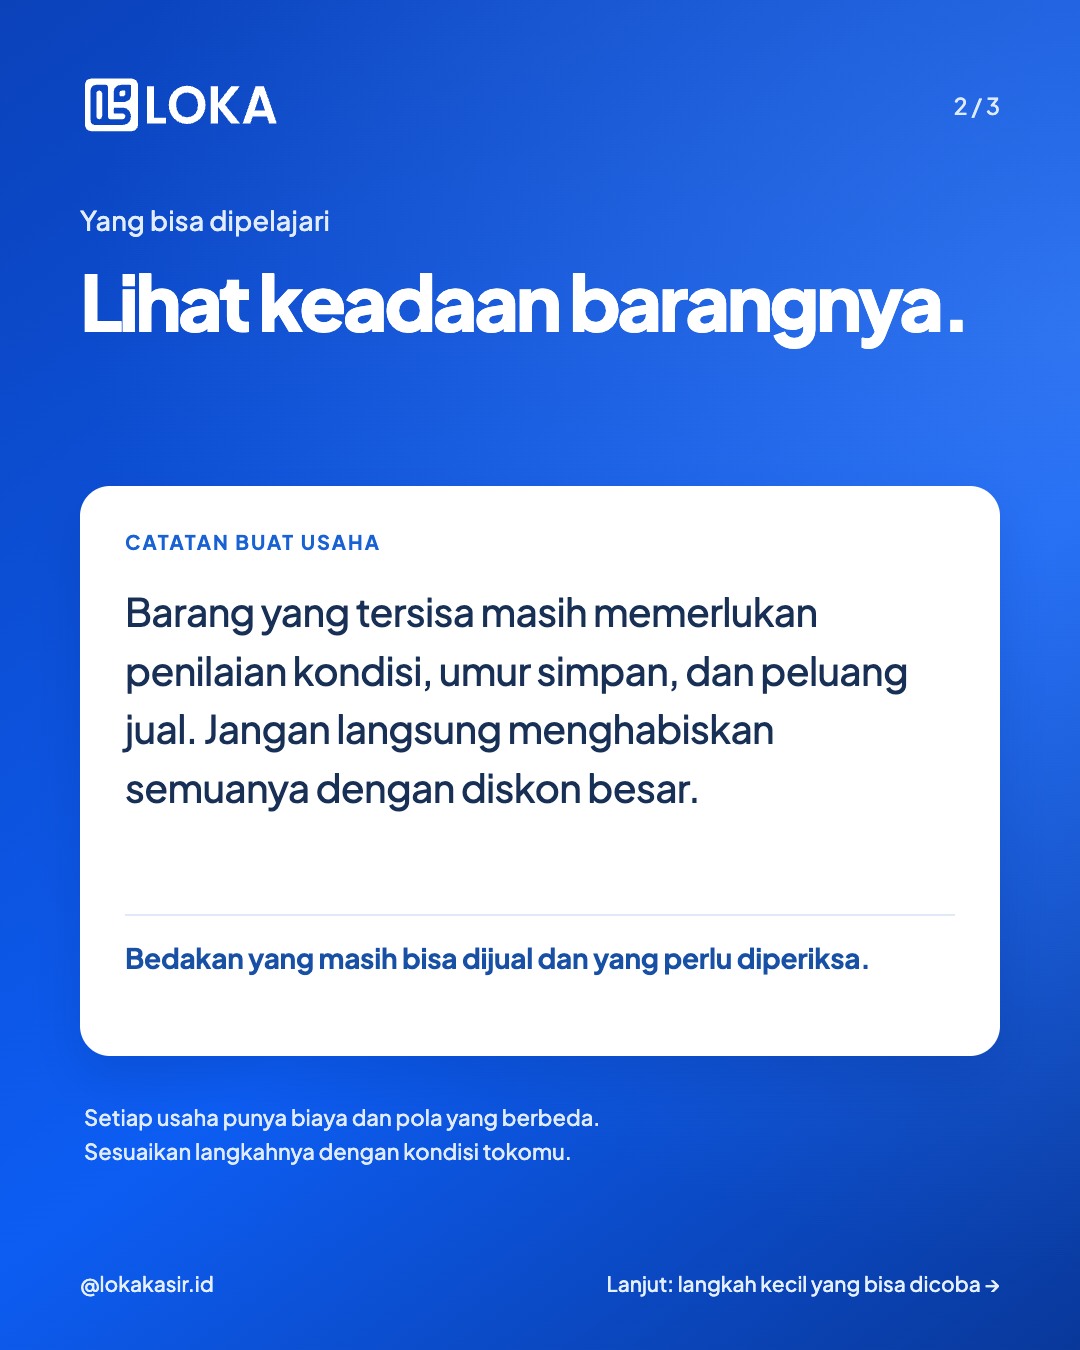 LOKA
2 / 3
Yang bisa dipelajari
Lihat keadaan barangnya.
CATATAN BUAT USAHA
Barang yang tersisa masih memerlukan
penilaian kondisi, umur simpan, dan peluang
jual. Jangan langsung menghabiskan
semuanya dengan diskon besar.
Bedakan yang masih bisa dijual dan yang perlu diperiksa.
Setiap usaha punya biaya dan pola yang berbeda.
Sesuaikan langkahnya dengan kondisi tokomu.
@lokakasir.id
Lanjut: langkah kecil yang bisa dicoba →